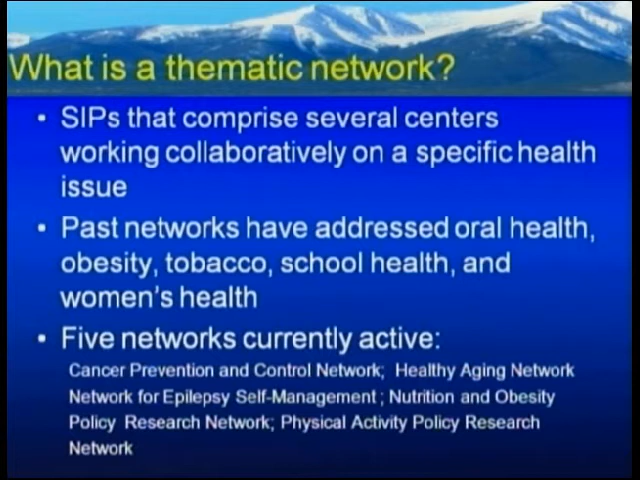 What is a thematic network?
• SIPs that comprise several centers
working collaboratively on a specific health
issue
• Past networks have addressed oral health,
obesity, tobacco, school health, and
women's health
• Five networks currently active:
Cancer Prevention and Control Network; Healthy Aging Network
Network for Epilepsy Self-Management ; Nutrition and Obesity
Policy Research Network; Physical Activity Policy Research
Network